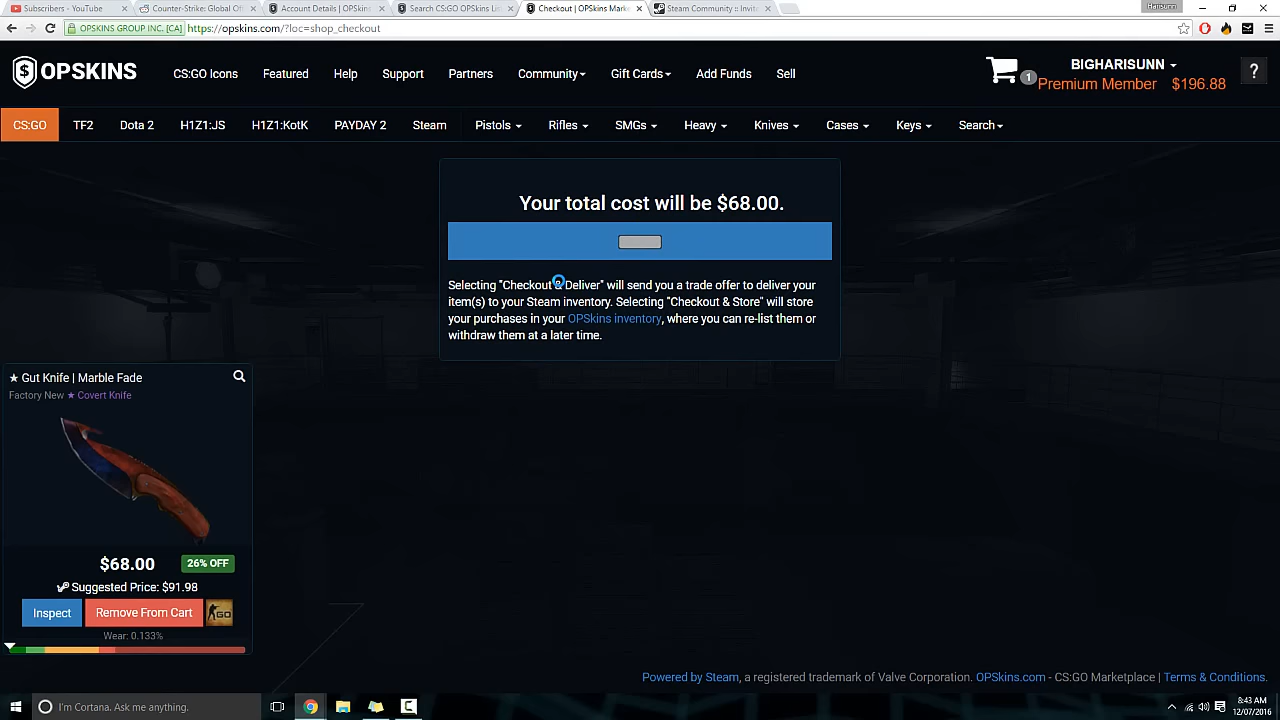 Subscribers - YouTube
Counter-Strike: Global Off
Account Details | OPSkin
Search CS:GO OPSkins Lis
Checkout | OPSkins Mark
Steam Community :: Invite
Harisunn
OPSKINS GROUP INC. [CA]
https://opskins.com/?loc=shop_checkout
OPSKINS
CS:GO Icons
Featured
Help
Support
Partners
Community
Gift Cards
Add Funds
Sell
1
BIGHARISUNN
Premium Member $196.88
?
CS:GO
TF2
Dota 2
H1Z1:JS
H1Z1:KotK
PAYDAY 2
Steam
Pistols
Rifles
SMGs
Heavy
Knives
Cases
Keys
Search
Your total cost will be $68.00.
Selecting "Checkout & Deliver" will send you a trade offer to deliver your
item(s) to your Steam inventory. Selecting "Checkout & Store" will store
your purchases in your OPSkins inventory, where you can re-list them or
withdraw them at a later time.
★ Gut Knife | Marble Fade
Factory New ★ Covert Knife
$68.00
26% OFF
Suggested Price: $91.98
Inspect
Remove From Cart
GO
Wear: 0.133%
Powered by Steam, a registered trademark of Valve Corporation. OPSkins.com - CS:GO Marketplace | Terms & Conditions.
I'm Cortana. Ask me anything.
8:43 AM
12/07/2016